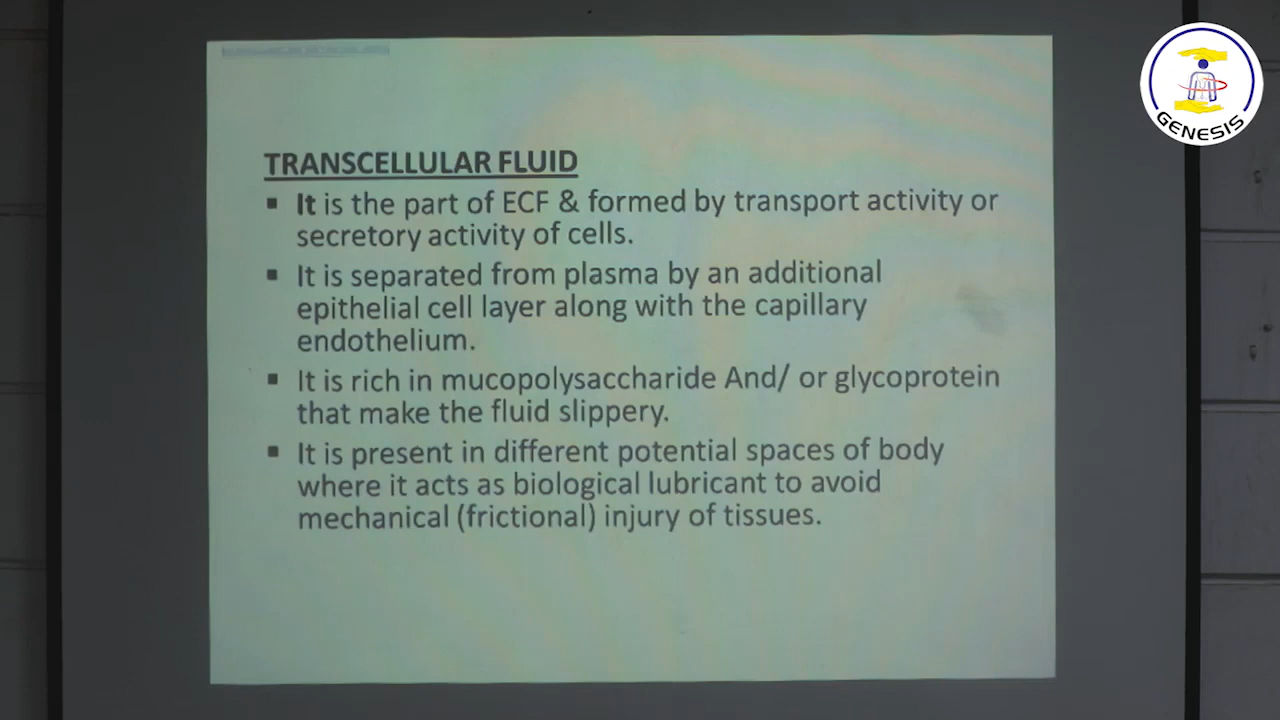 GENESIS
TRANSCELLULAR FLUID
▪ It is the part of ECF & formed by transport activity or
secretory activity of cells.
▪ It is separated from plasma by an additional
epithelial cell layer along with the capillary
endothelium.
▪ It is rich in mucopolysaccharide And/ or glycoprotein
that make the fluid slippery.
▪ It is present in different potential spaces of body
where it acts as biological lubricant to avoid
mechanical (frictional) injury of tissues.